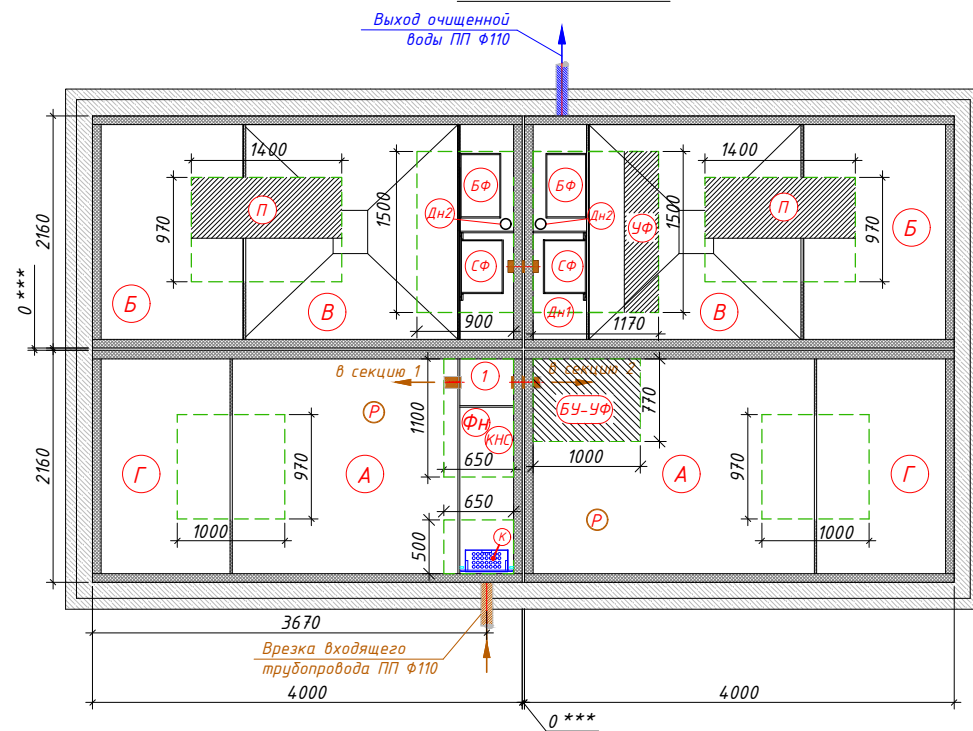 Выход очищенной
воды ПП Ф110
1400
1400
БФ
БФ
П
П
970
1500
Дн2
Дн2
УФ
1500
970
Б
2160
СФ
СФ
Б
В
Дн1
В
0 ***
900
1170
в секцию 1
1
в секцию 2
Р
1100
Фн
КНС
БУ-УФ
770
650
1000
Г
970
А
А
970
Г
2160
650
Р
1000
500
К
1000
3670
Врезка входящего
трубопровода ПП Ф110
4000
4000
0 ***